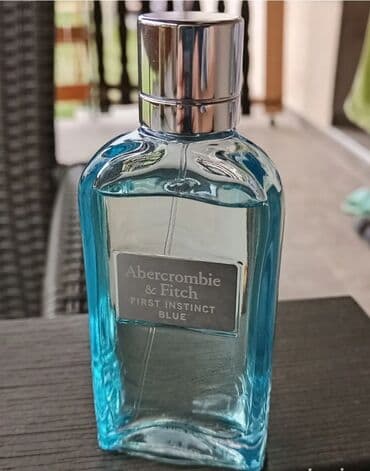 Abercrombie
& Fitch
FIRST INSTINCT
BLUE